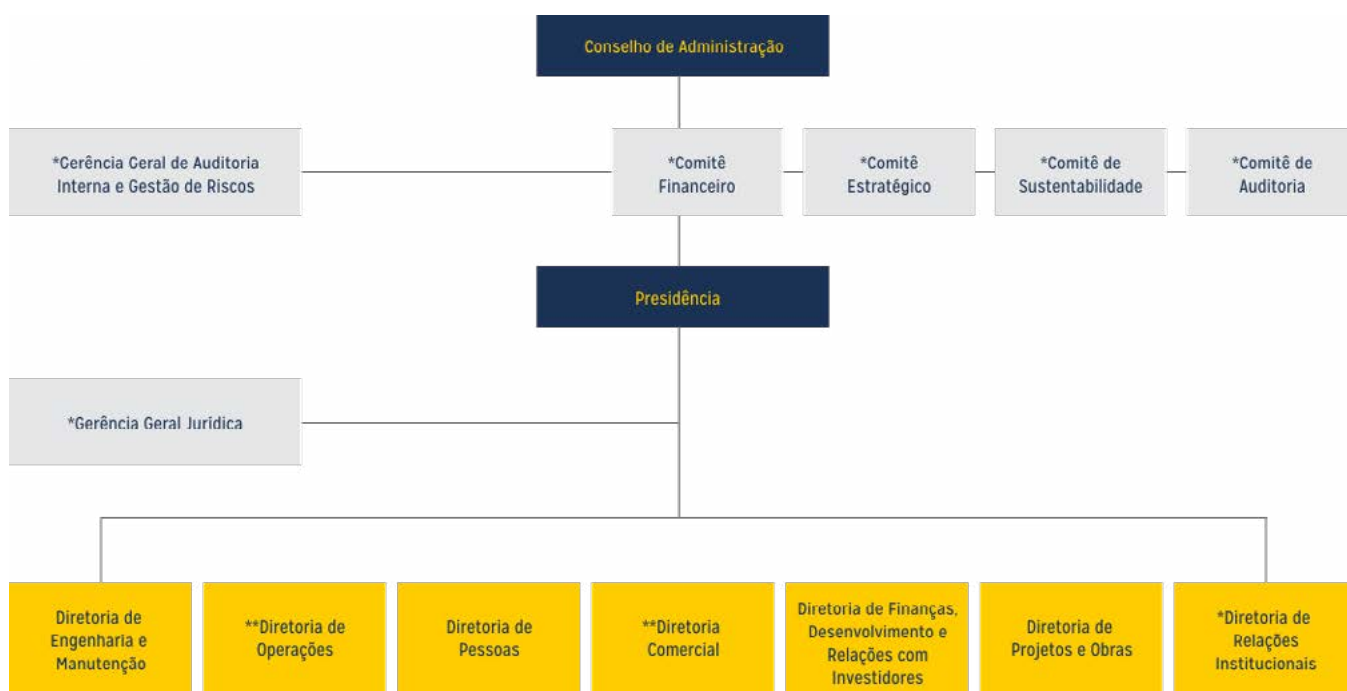 Conselho de Administração
*Gerência Geral de Auditoria
Interna e Gestão de Riscos
*Comitê
Financeiro
*Comitê
Estratégico
*Comitê de
Sustentabilidade
*Comitê de
Auditoria
Presidência
*Gerência Geral Jurídica
Diretoria de
Engenharia e
Manutenção
**Diretoria de
Operações
Diretoria de
Pessoas
**Diretoria
Comercial
Diretoria de Finanças,
Desenvolvimento e
Relações com
Investidores
Diretoria de
Projetos e Obras
*Diretoria de
Relações
Institucionais